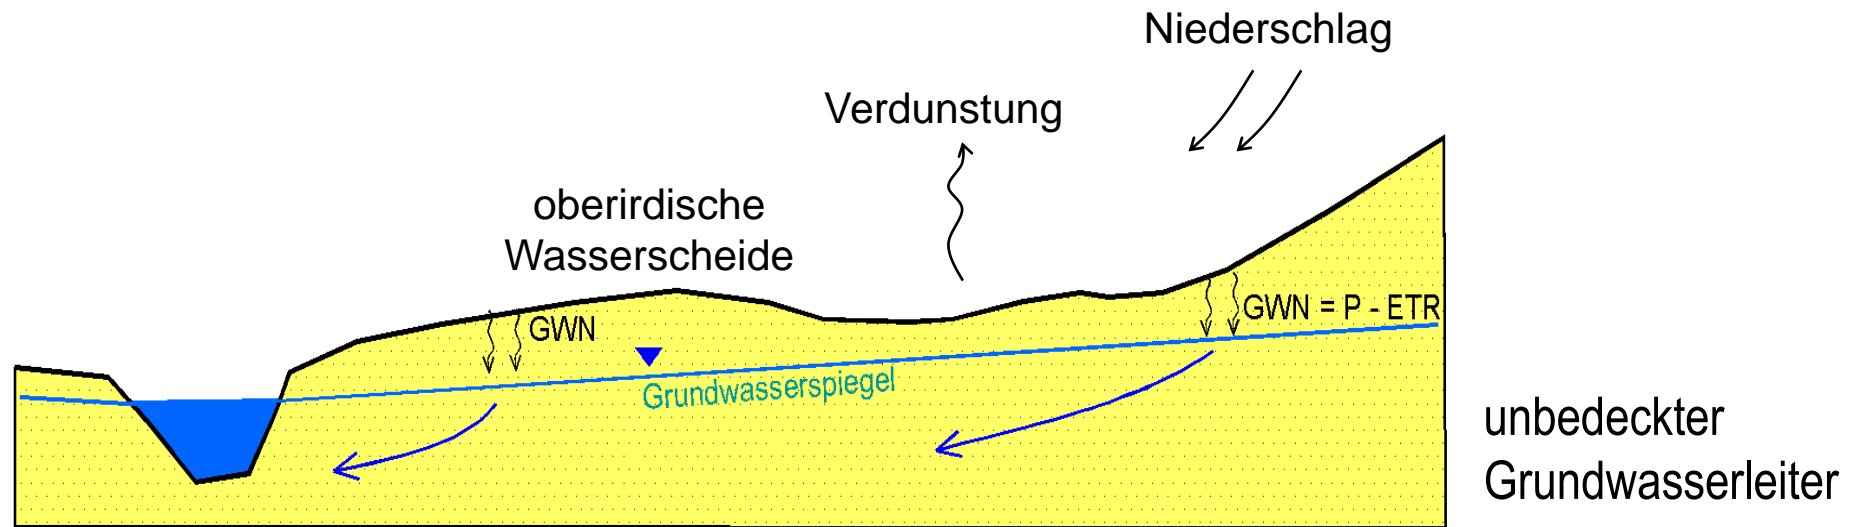 Niederschlag
Verdunstung
oberirdische
Wasserscheide
GWN
GWN = P - ETR
Grundwasserspiegel
unbedeckter
Grundwasserleiter